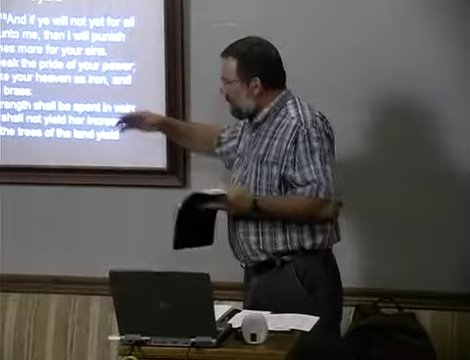 18And if ye will not yet for all
unto me, then I will punish
more for your sins.
the pride of your power;
your heaven as iron, and
brass:
shall be spent in vain:
shall not yield her increase
the trees of the land yield